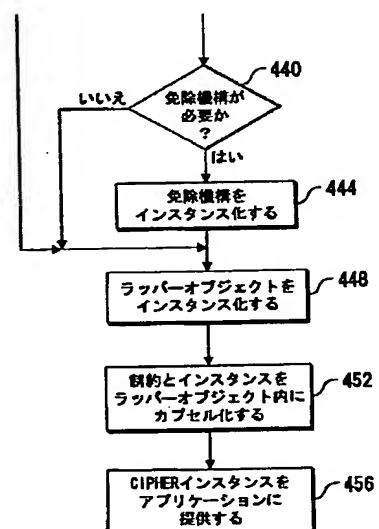 免除機構が
必要か
?
440
いいえ
はい
免除機構を
インスタンス化する
444
ラッパーオブジェクトを
インスタンス化する
448
制約とインスタンスを
ラッパーオブジェクト内に
カプセル化する
452
CIPHERインスタンスを
アプリケーションに
提供する
456